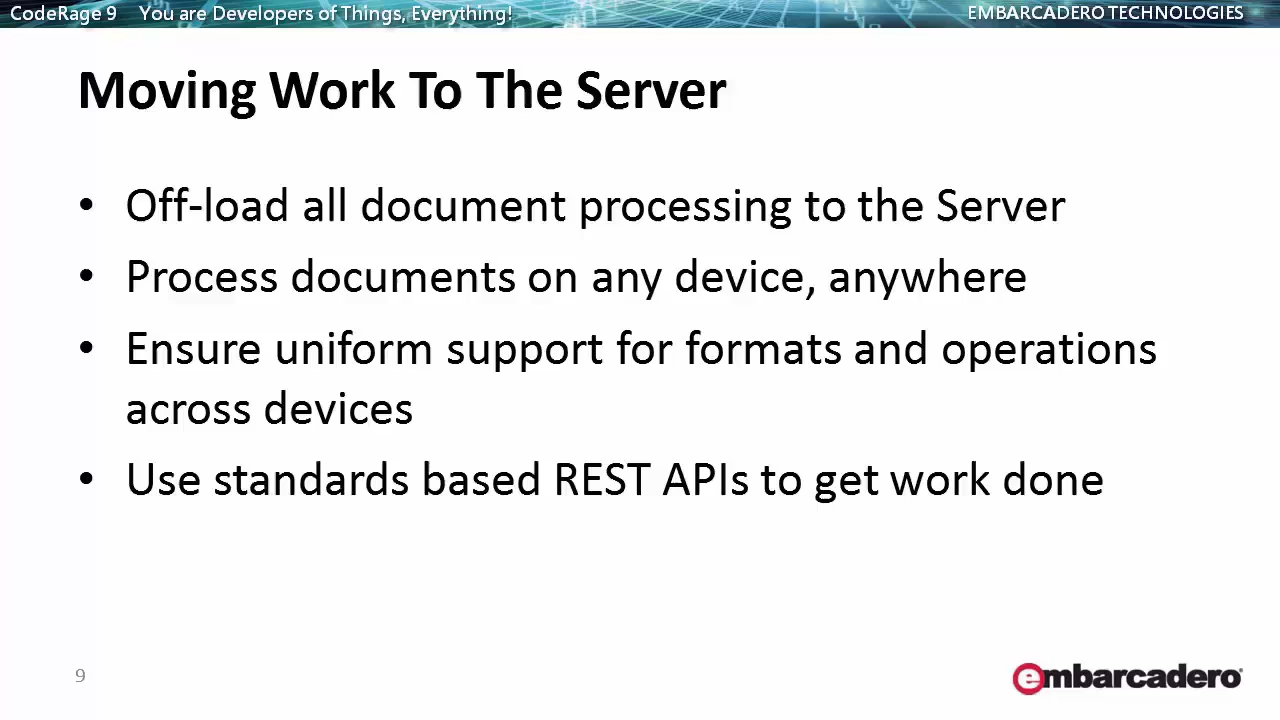 CodeRage 9 You are Developers of Things, Everything!
EMBARCADERO TECHNOLOGIES
Moving Work To The Server
• Off-load all document processing to the Server
• Process documents on any device, anywhere
• Ensure uniform support for formats and operations
across devices
• Use standards based REST APIs to get work done
9
embarcadero